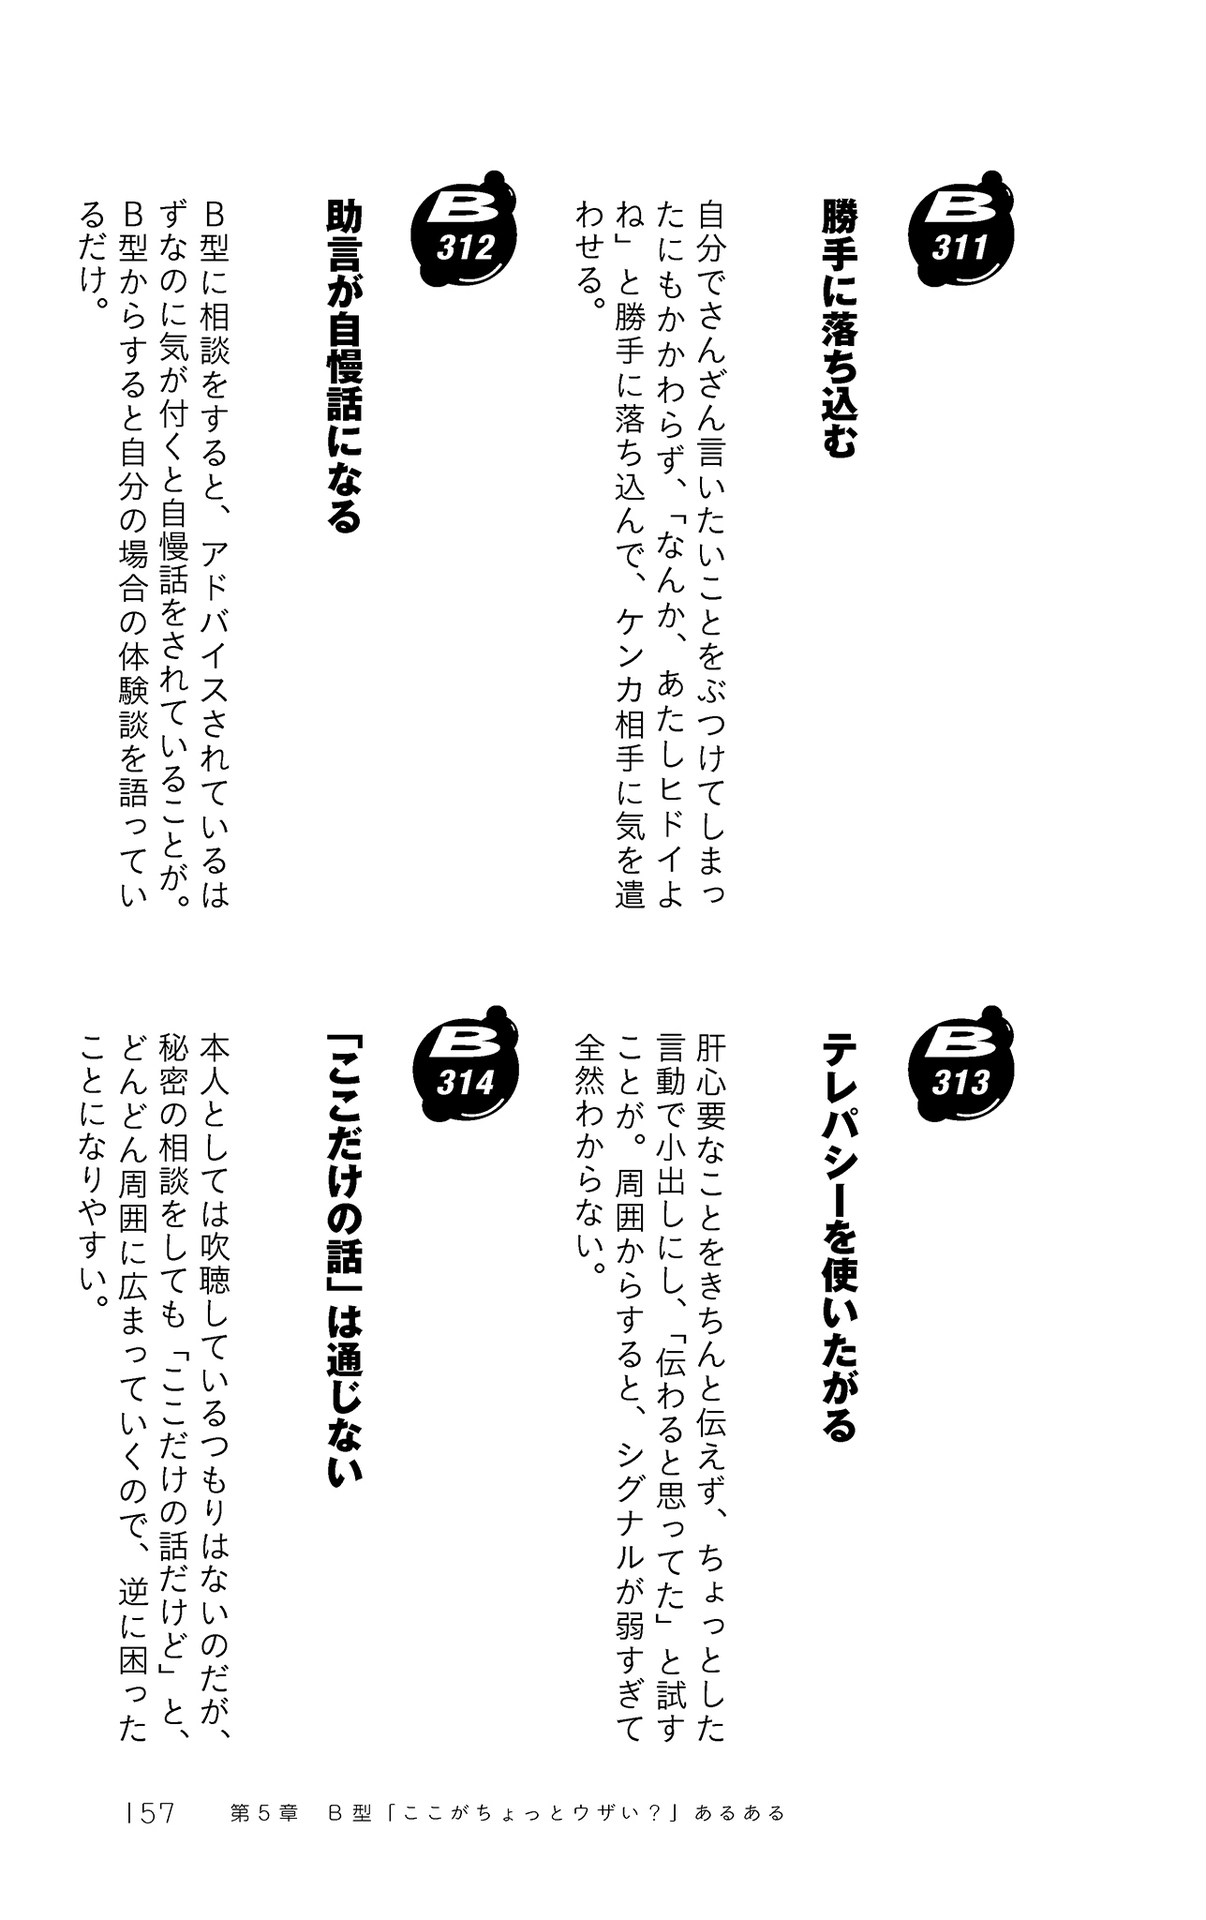 B
311
勝手に落ち込む
自分でさんざん言いたいことをぶつけてしまっ
たにもかかわらず、「なんか、あたしヒドイよ
ね」と勝手に落ち込んで、ケンカ相手に気を遣
わせる。
B
312
助言が自慢話になる
B型に相談をすると、アドバイスされているは
ずなのに気が付くと自慢話をされていることが。
B型からすると自分の場合の体験談を語ってい
るだけ。
B
313
テレパシーを使いたがる
肝心要なことをきちんと伝えず、ちょっとした
言動で小出しにし、「伝わると思ってた」と試す
ことが。周囲からすると、シグナルが弱すぎて
全然わからない。
B
314
「ここだけの話」は通じない
本人としては吹聴しているつもりはないのだが、
秘密の相談をしても「ここだけの話だけど」と、
どんどん周囲に広まっていくので、逆に困った
ことになりやすい。
157 第5章 B型「ここがちょっとウザい?」あるある